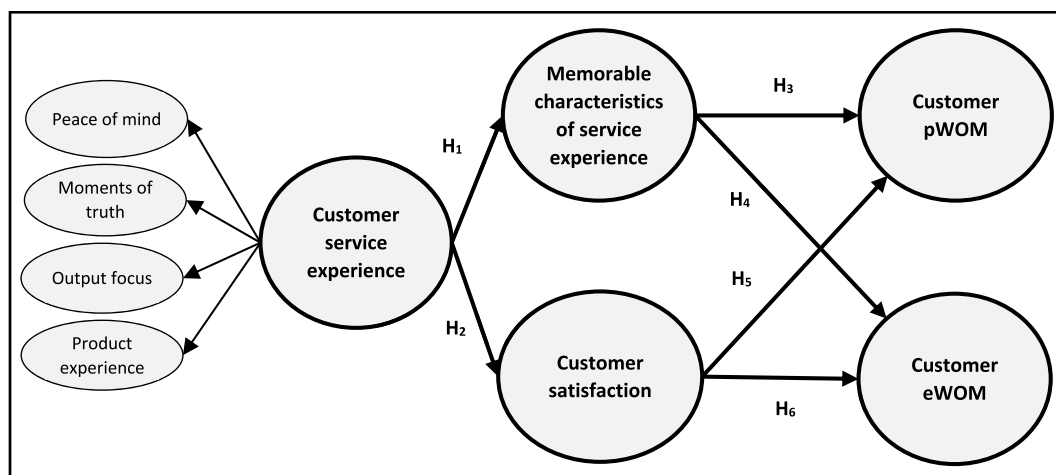 Peace of mind
Moments of
truth
Output focus
Product
experience
Customer
service
experience
H₁
H₂
Memorable
characteristics
of service
experience
Customer
satisfaction
H₃
H₄
H₅
H₆
Customer
pWOM
Customer
eWOM